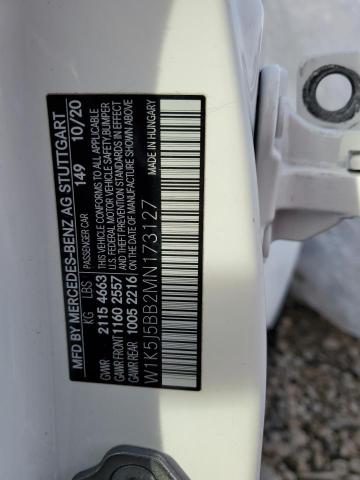 MFD BY MERCEDES-BENZ AG STUTTGART
PASSENGER CAR 149 10/20
KG LBS
GVWR 2115 4663
GAWR FRONT 1160 2557
GAWR REAR 1005 2216
THIS VEHICLE CONFORMS TO ALL APPLICABLE
U.S. FEDERAL MOTOR VEHICLE SAFETY, BUMPER,
AND THEFT PREVENTION STANDARDS IN EFFECT
ON THE DATE OF MANUFACTURE SHOWN ABOVE
W1K5J5BB2MN173127
MADE IN HUNGARY